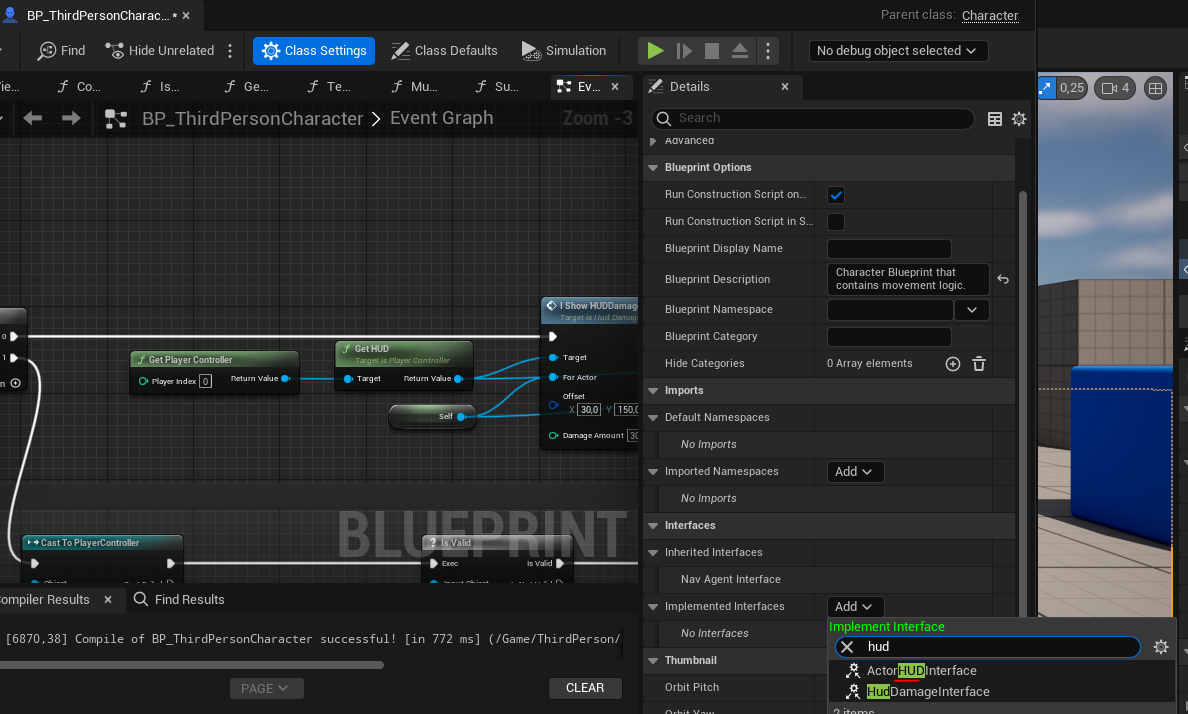 BP_ThirdPersonCharac... •
Parent class: Character
Find
Hide Unrelated
Class Settings
Class Defaults
Simulation
No debug object selected
Co...
Is...
Ge...
Te...
Mu...
Su...
Ev...
Details
0,25
4
BP_ThirdPersonCharacter > Event Graph
Zoom -3
Search
Advanced
Blueprint Options
Run Construction Script on...
Run Construction Script in S...
Blueprint Display Name
Blueprint Description
Character Blueprint that
contains movement logic.
Blueprint Namespace
Blueprint Category
Hide Categories
0 Array elements
Imports
Default Namespaces
No Imports
Imported Namespaces
Add
No Imports
Interfaces
Inherited Interfaces
Nav Agent Interface
Implemented Interfaces
Add
No Interfaces
Thumbnail
Orbit Pitch
Orbit Yaw
Implement Interface
hud
ActorHUDInterface
HudDamageInterface
2 items
0
1
Get Player Controller
Player Index 0
Return Value
Get HUD
Target is Player Controller
Target
Return Value
Self
I Show HUDDamag
Target is Hud Damag
Target
For Actor
Offset
X 30,0 Y 150,0
Damage Amount 30
BLUEPRINT
Cast To PlayerController
Object
Is Valid
Exec
Is Valid
Input Object
Compiler Results
Find Results
[6870,38] Compile of BP_ThirdPersonCharacter successful! [in 772 ms] (/Game/ThirdPerson/
PAGE
CLEAR